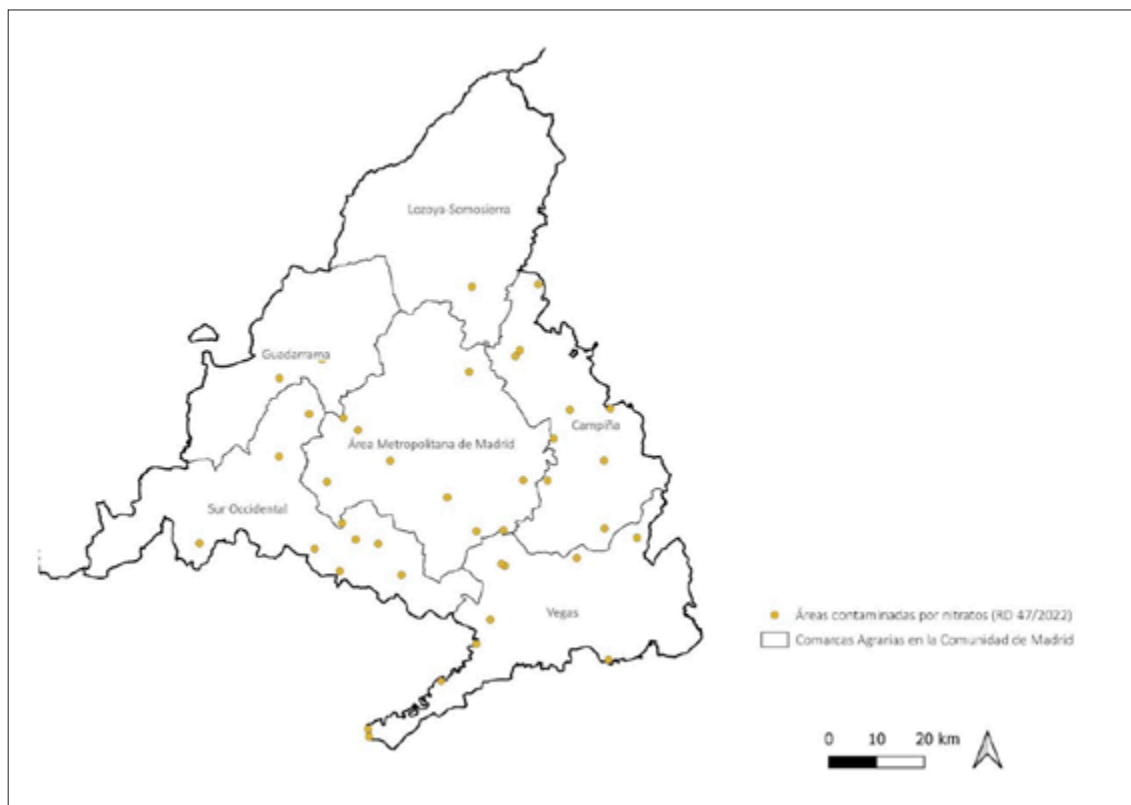 Lozoya-Somosierra
Guadarrama
Campiña
Área Metropolitana de Madrid
Sur Occidental
Vegas
Áreas contaminadas por nitratos (RD 47/2022)
Comarcas Agrarias en la Comunidad de Madrid
0 10 20 km